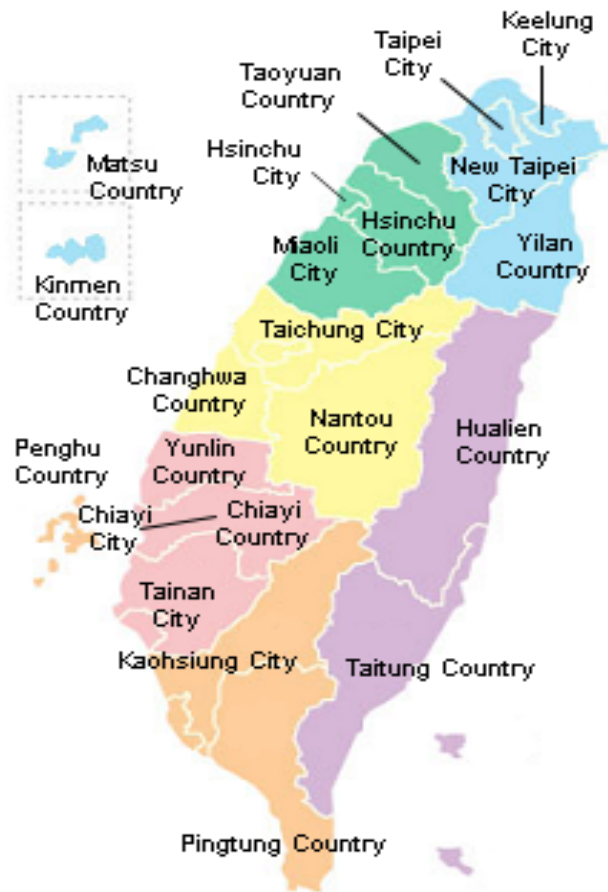 Keelung
City
Taipei
City
Taoyuan
Country
Matsu
Country
Hsinchu
City
New Taipei
City
Hsinchu
Country
Miaoli
City
Yilan
Country
Kinmen
Country
Taichung City
Changhwa
Country
Nantou
Country
Hualien
Country
Yunlin
Country
Penghu
Country
Chiayi
City
Chiayi
Country
Tainan
City
Kaohsiung City
Taitung Country
Pingtung Country